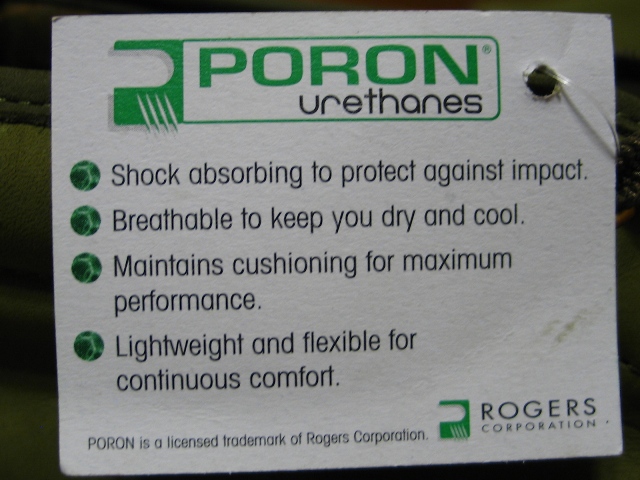 PORON®
urethanes
Shock absorbing to protect against impact.
Breathable to keep you dry and cool.
Maintains cushioning for maximum
performance.
Lightweight and flexible for
continuous comfort.
PORON is a licensed trademark of Rogers Corporation.
ROGERS
CORPORATION